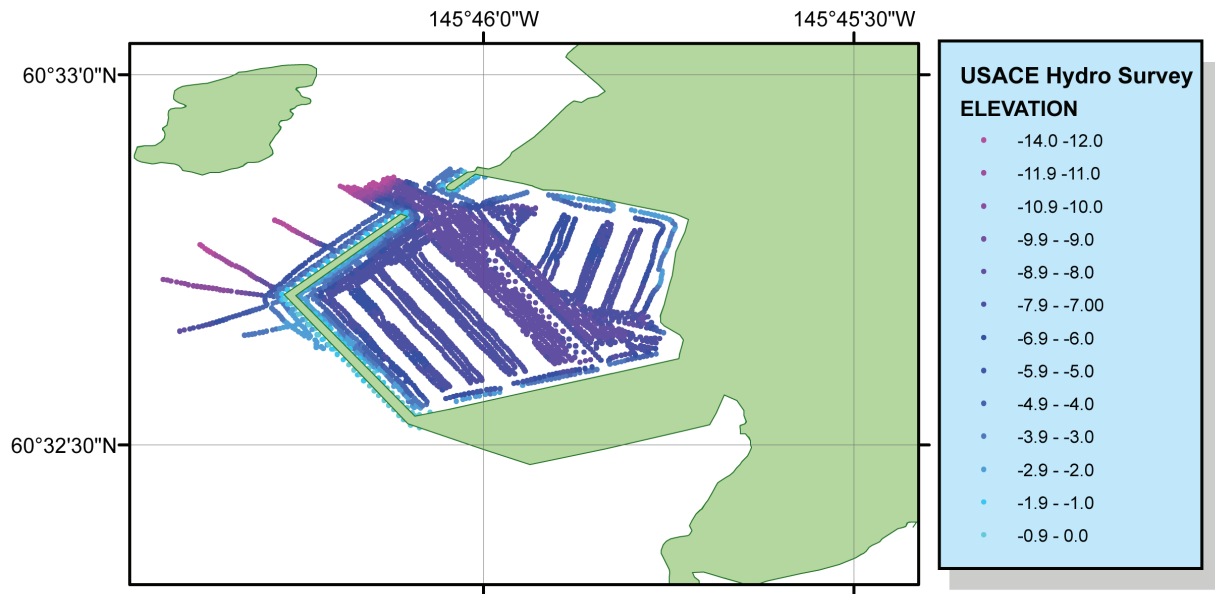 145°46'0"W 145°45'30"W
60°33'0"N
60°32'30"N
USACE Hydro Survey
ELEVATION
-14.0 -12.0
-11.9 -11.0
-10.9 -10.0
-9.9 - -9.0
-8.9 - -8.0
-7.9 - -7.00
-6.9 - -6.0
-5.9 - -5.0
-4.9 - -4.0
-3.9 - -3.0
-2.9 - -2.0
-1.9 - -1.0
-0.9 - 0.0